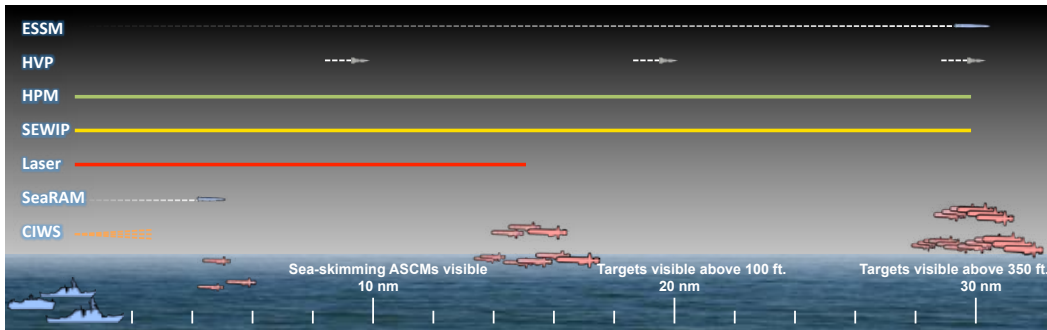 ESSM
HVP
HPM
SEWIP
Laser
SeaRAM
CIWS
Sea-skimming ASCMs visible
10 nm
Targets visible above 100 ft.
20 nm
Targets visible above 350 ft.
30 nm